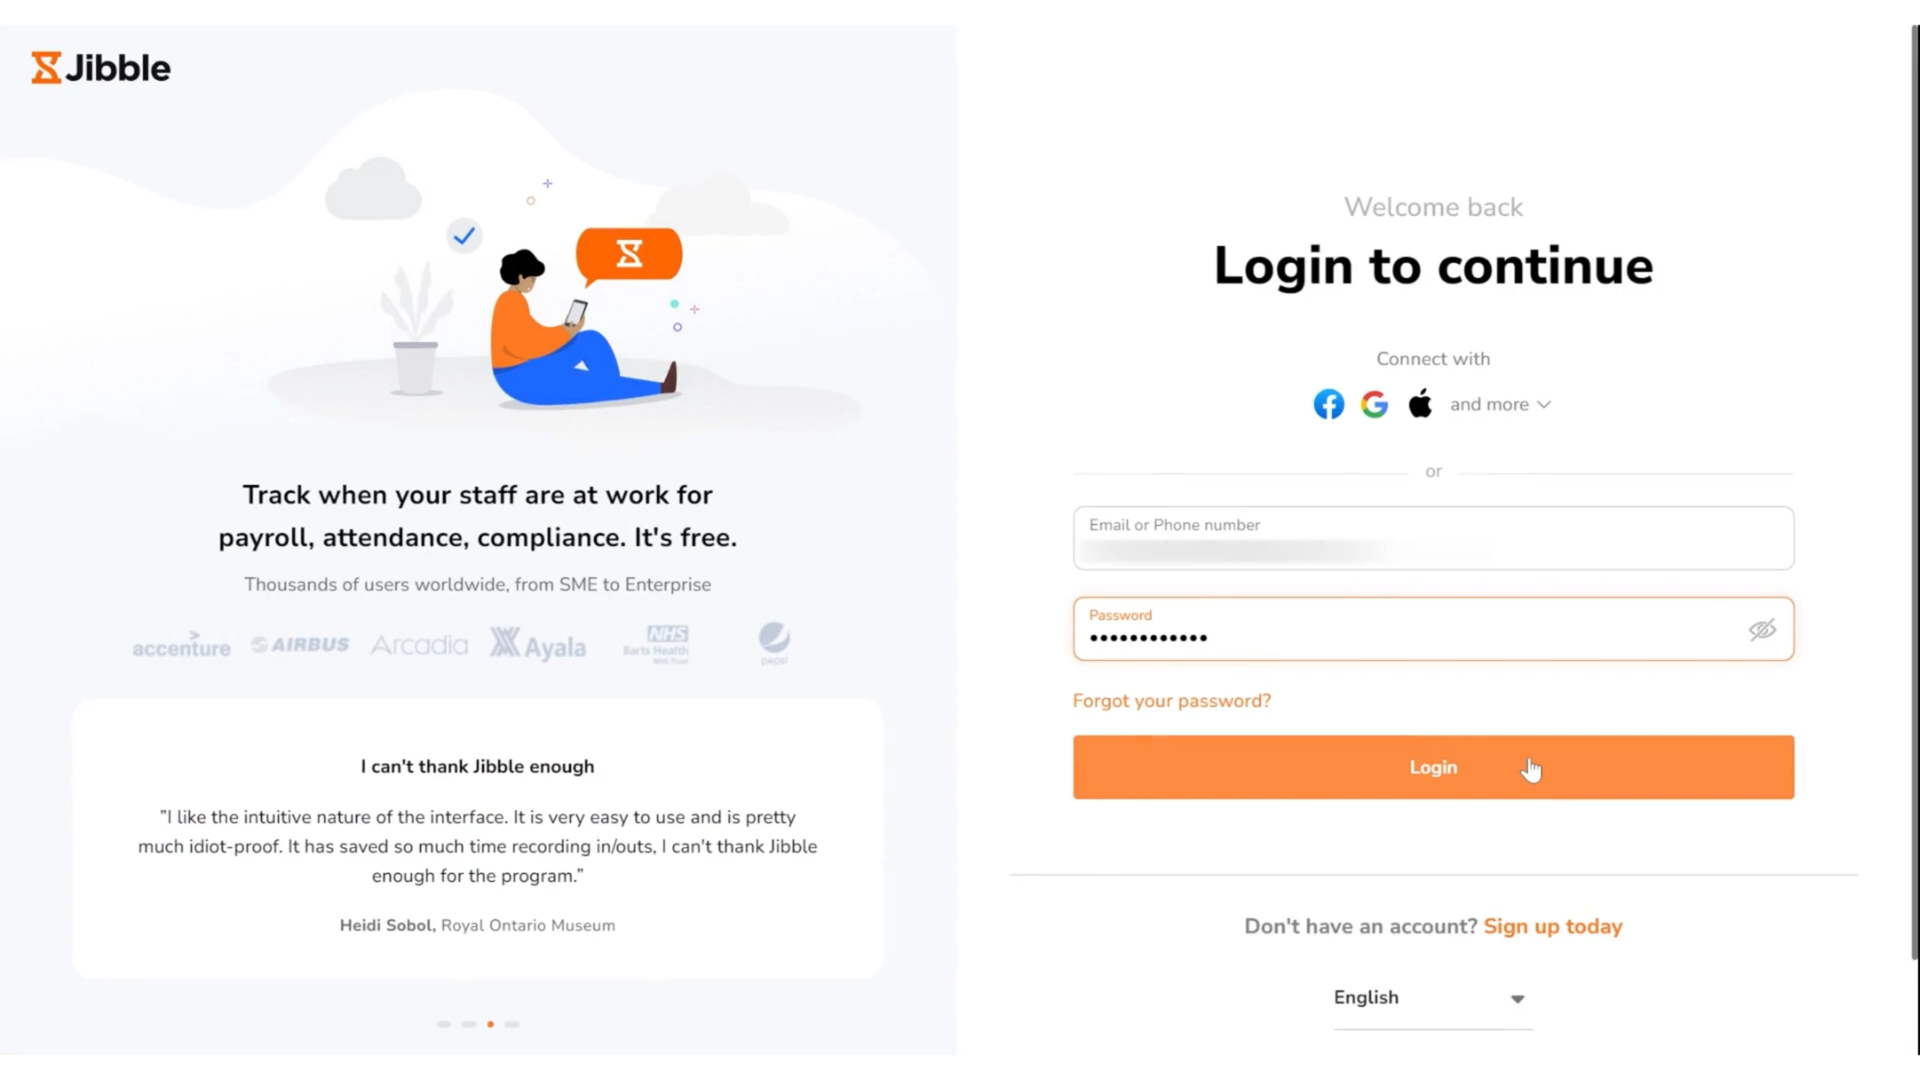 Jibble
Track when your staff are at work for
payroll, attendance, compliance. It's free.
Thousands of users worldwide, from SME to Enterprise
accenture AIRBUS Arcadia Ayala NHS
Barts Health
NHS Trust
pepsi
I can't thank Jibble enough
"I like the intuitive nature of the interface. It is very easy to use and is pretty
much idiot-proof. It has saved so much time recording in/outs, I can't thank Jibble
enough for the program."
Heidi Sobol, Royal Ontario Museum
Welcome back
Login to continue
Connect with
and more
or
Email or Phone number
Password
••••••••••••
Forgot your password?
Login
Don't have an account? Sign up today
English